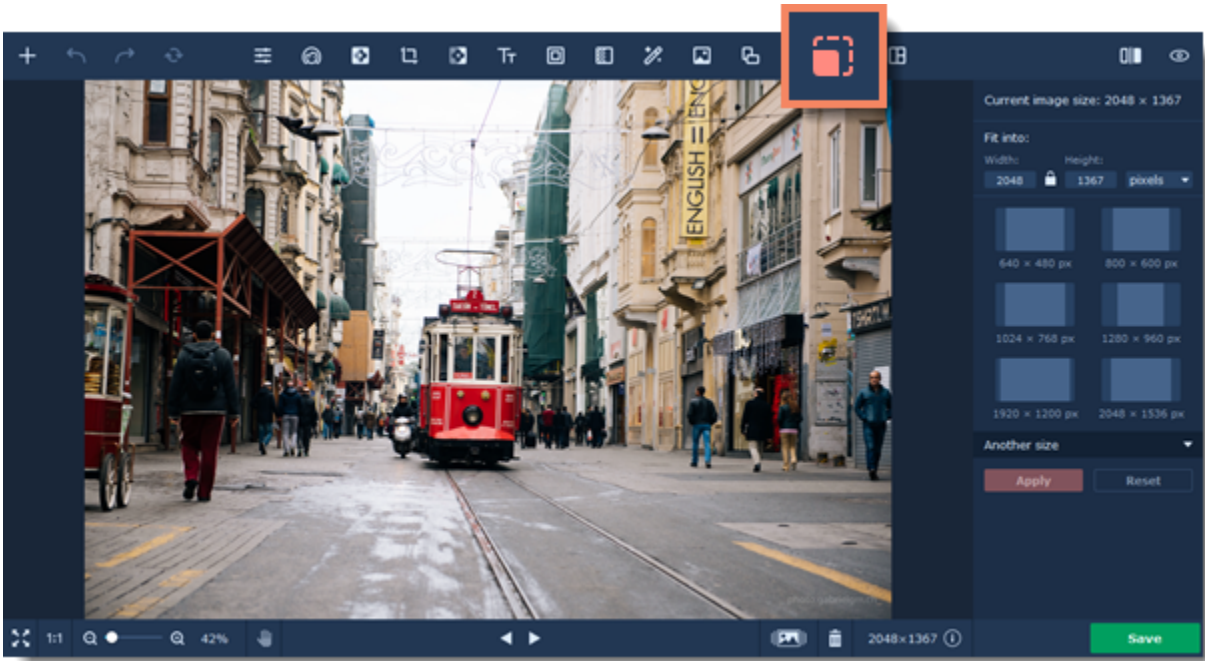 Current image size: 2048 × 1367
Fit into:
Width: Height:
2048 1367 pixels
640 × 480 px 800 × 600 px
1024 × 768 px 1280 × 960 px
1920 × 1200 px 2048 × 1536 px
Another size
Apply Reset
ENGLISH = ENG
1:1 42% 2048×1367 Save